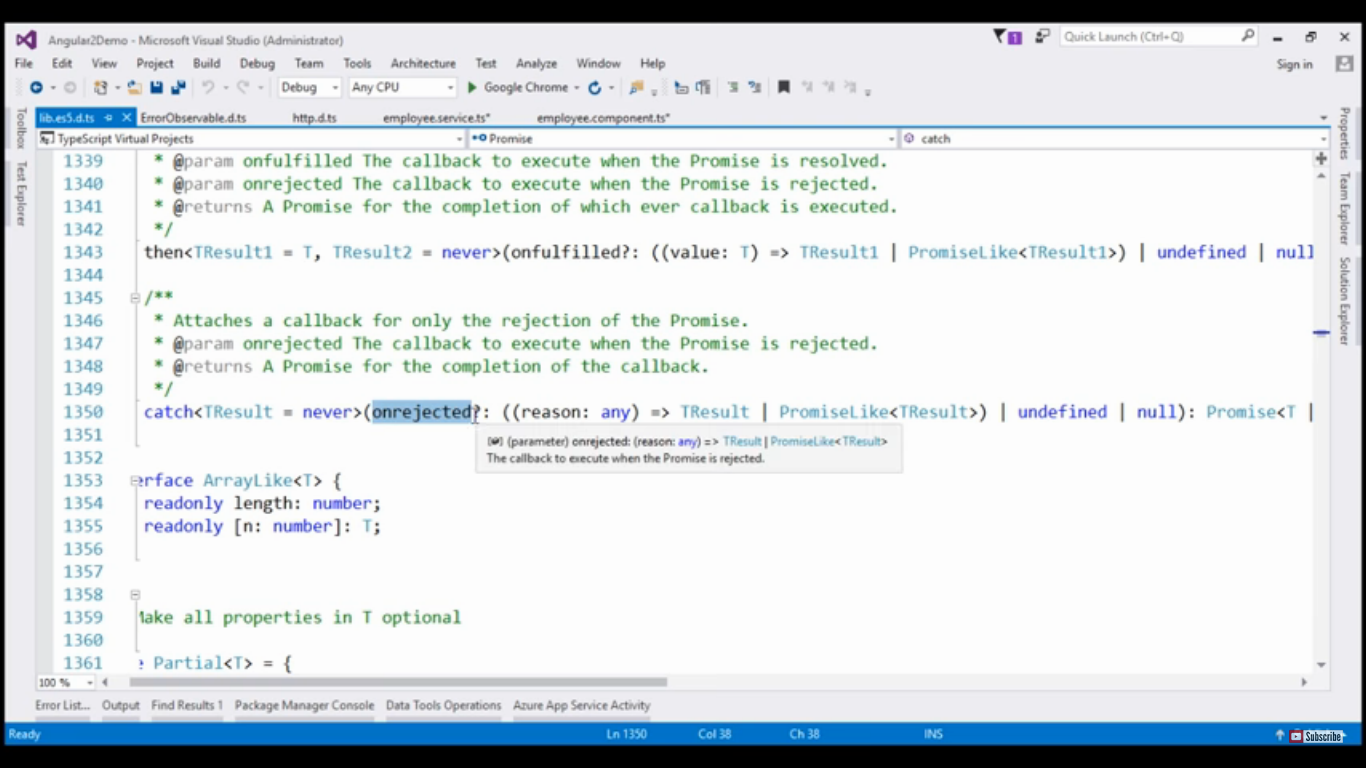 Angular2Demo - Microsoft Visual Studio (Administrator)
1
Quick Launch (Ctrl+Q)
File Edit View Project Build Debug Team Tools Architecture Test Analyze Window Help
Sign in
Debug Any CPU Google Chrome
lib.es5.d.ts ErrorObservable.d.ts http.d.ts employee.service.ts* employee.component.ts*
TypeScript Virtual Projects Promise catch
Toolbox
Test Explorer
Properties
Team Explorer
Solution Explorer
1339 * @param onfulfilled The callback to execute when the Promise is resolved.
1340 * @param onrejected The callback to execute when the Promise is rejected.
1341 * @returns A Promise for the completion of which ever callback is executed.
1342 */
1343 then<TResult1 = T, TResult2 = never>(onfulfilled?: ((value: T) => TResult1 | PromiseLike<TResult1>) | undefined | null
1344
1345 /**
1346 * Attaches a callback for only the rejection of the Promise.
1347 * @param onrejected The callback to execute when the Promise is rejected.
1348 * @returns A Promise for the completion of the callback.
1349 */
1350 catch<TResult = never>(onrejected?: ((reason: any) => TResult | PromiseLike<TResult>) | undefined | null): Promise<T |
1351
(parameter) onrejected: (reason: any) => TResult | PromiseLike<TResult>
The callback to execute when the Promise is rejected.
1352
1353 erface ArrayLike<T> {
1354 readonly length: number;
1355 readonly [n: number]: T;
1356
1357
1358
1359 Make all properties in T optional
1360
1361 e Partial<T> = {
100 %
Error List... Output Find Results 1 Package Manager Console Data Tools Operations Azure App Service Activity
Ready Ln 1350 Col 38 Ch 38 INS
Subscribe